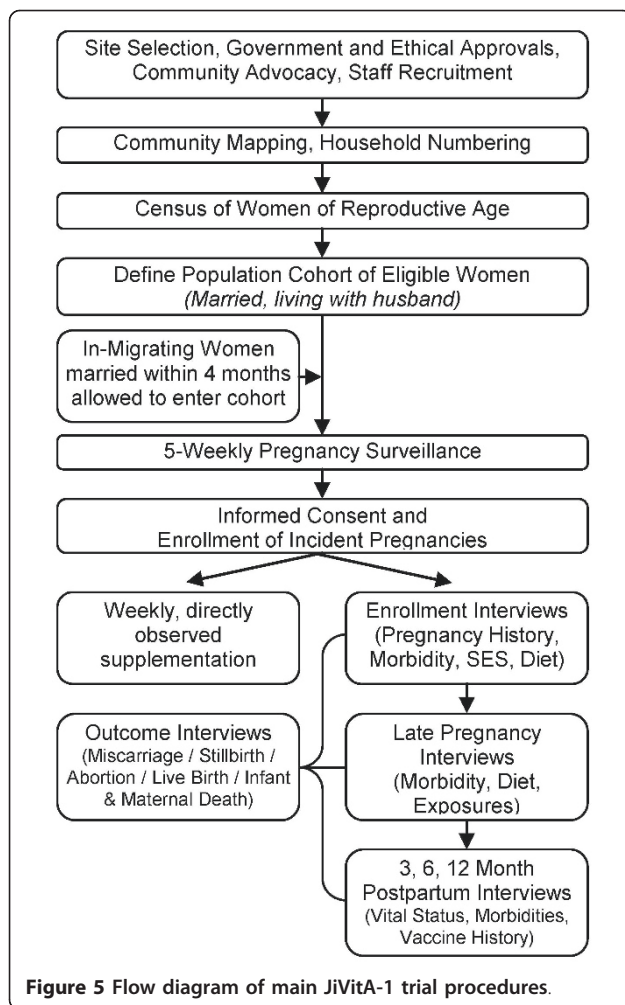 Site Selection, Government and Ethical Approvals,
Community Advocacy, Staff Recruitment
Community Mapping, Household Numbering
Census of Women of Reproductive Age
Define Population Cohort of Eligible Women
(Married, living with husband)
In-Migrating Women
married within 4 months
allowed to enter cohort
5-Weekly Pregnancy Surveillance
Informed Consent and
Enrollment of Incident Pregnancies
Weekly, directly
observed
supplementation
Enrollment Interviews
(Pregnancy History,
Morbidity, SES, Diet)
Outcome Interviews
(Miscarriage / Stillbirth /
Abortion / Live Birth / Infant
& Maternal Death)
Late Pregnancy
Interviews
(Morbidity, Diet,
Exposures)
3, 6, 12 Month
Postpartum Interviews
(Vital Status, Morbidities,
Vaccine History)
Figure 5 Flow diagram of main JiVitA-1 trial procedures.